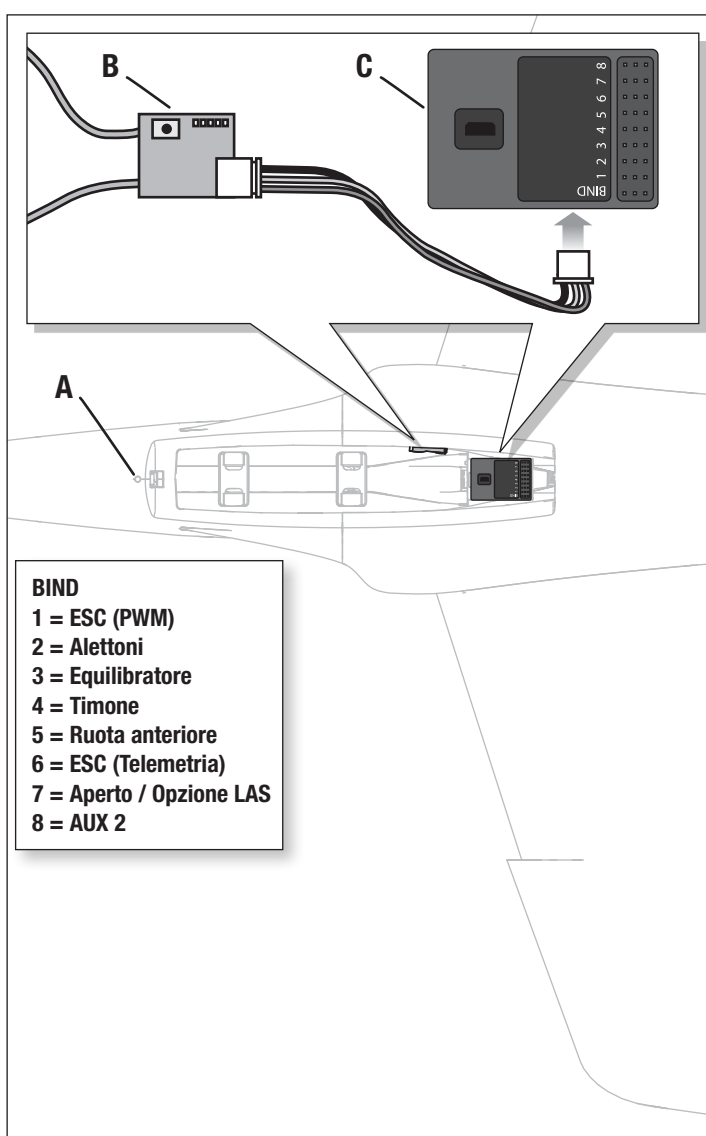 B
C
BIND 1 2 3 4 5 6 7 8
A
BIND
1 = ESC (PWM)
2 = Alettoni
3 = Equilibratore
4 = Timone
5 = Ruota anteriore
6 = ESC (Telemetria)
7 = Aperto / Opzione LAS
8 = AUX 2